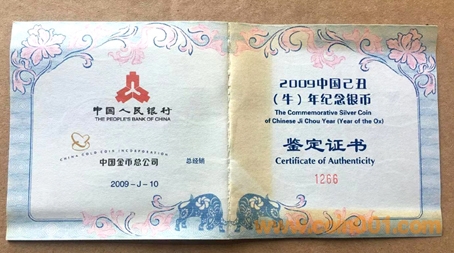 中国人民银行
THE PEOPLE'S BANK OF CHINA
CHINA GOLD COIN INCORPORATION
中国金币总公司
总经销
2009-J-10
2009中国己丑
（牛）年纪念银币
The Commemorative Silver Coin
of Chinese Ji Chou Year (Year of the Ox)
鉴定证书
Certificate of Authenticity
1266